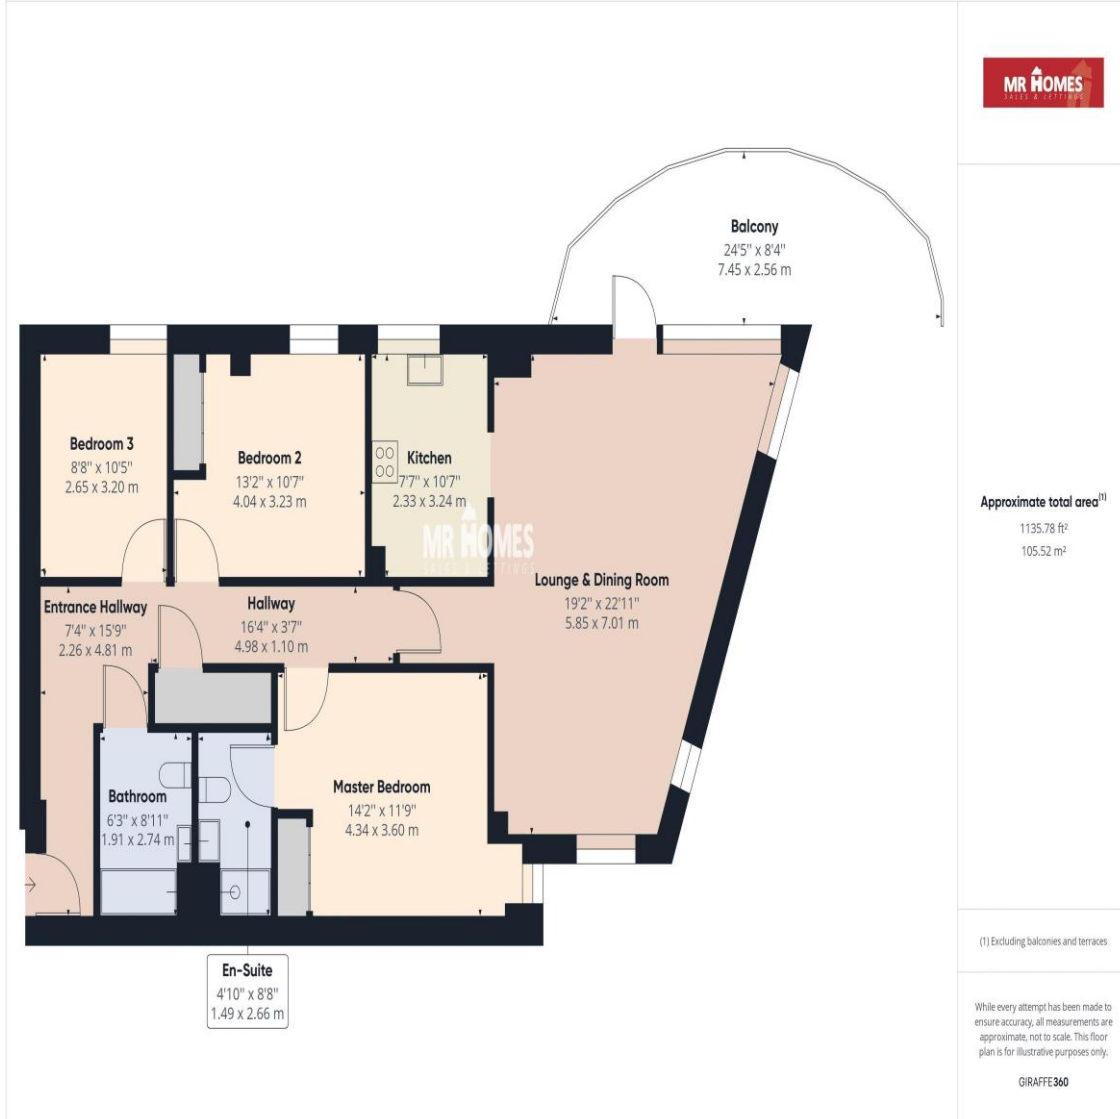 MR HOMES
SALES & LETTINGS
Balcony
24'5" x 8'4"
7.45 x 2.56 m
Bedroom 3
8'8" x 10'5"
2.65 x 3.20 m
Bedroom 2
13'2" x 10'7"
4.04 x 3.23 m
Kitchen
7'7" x 10'7"
2.33 x 3.24 m
MR HOMES
SALES & LETTINGS
Lounge & Dining Room
19'2" x 22'11"
5.85 x 7.01 m
Entrance Hallway
7'4" x 15'9"
2.26 x 4.81 m
Hallway
16'4" x 3'7"
4.98 x 1.10 m
Master Bedroom
14'2" x 11'9"
4.34 x 3.60 m
Bathroom
6'3" x 8'11"
1.91 x 2.74 m
En-Suite
4'10" x 8'8"
1.49 x 2.66 m
Approximate total area(1)
1135.78 ft²
105.52 m²
(1) Excluding balconies and terraces
While every attempt has been made to
ensure accuracy, all measurements are
approximate, not to scale. This floor
plan is for illustrative purposes only.
GIRAFFE360